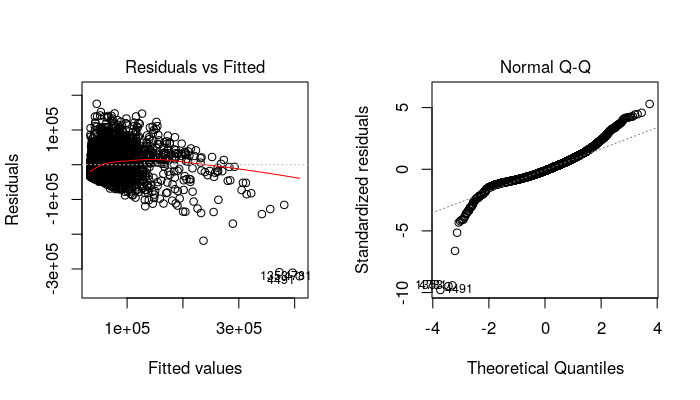 Residuals vs Fitted
Residuals
1e+05
-1e+05
-3e+05
4491
1e+05
3e+05
Fitted values
Normal Q-Q
Standardized residuals
5
0
-5
-10
4491
-4
-2
0
2
4
Theoretical Quantiles